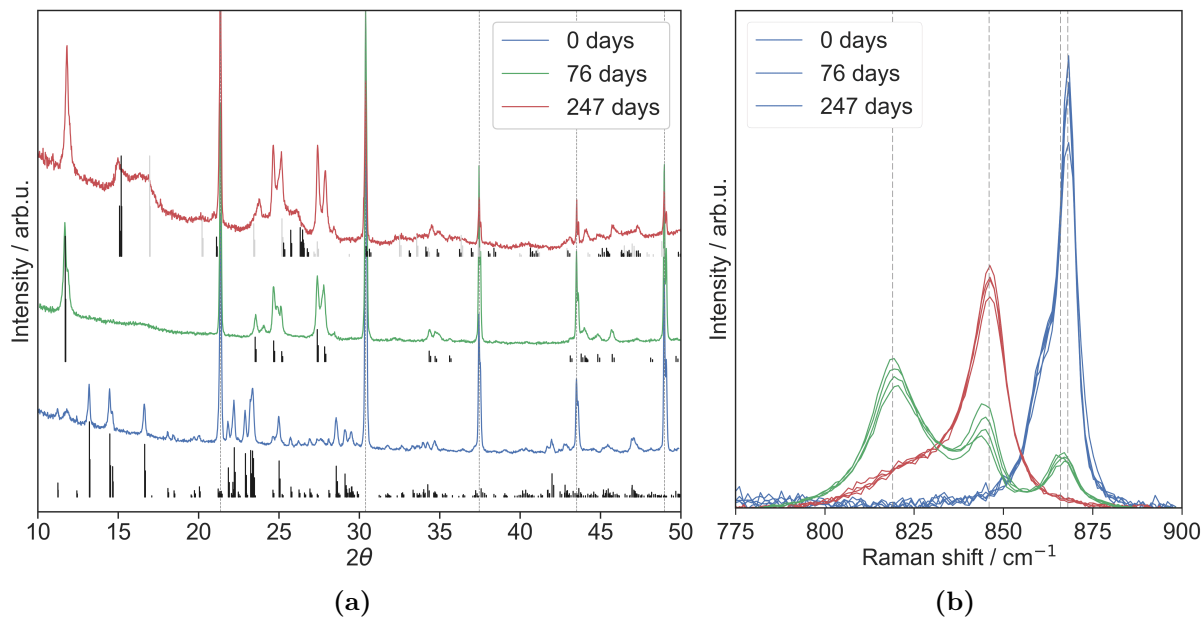 0 days
76 days
247 days
Intensity / arb.u.
10 15 20 25 30 35 40 45 50
2θ
(a)
0 days
76 days
247 days
Intensity / arb.u.
775 800 825 850 875 900
Raman shift / cm⁻¹
(b)